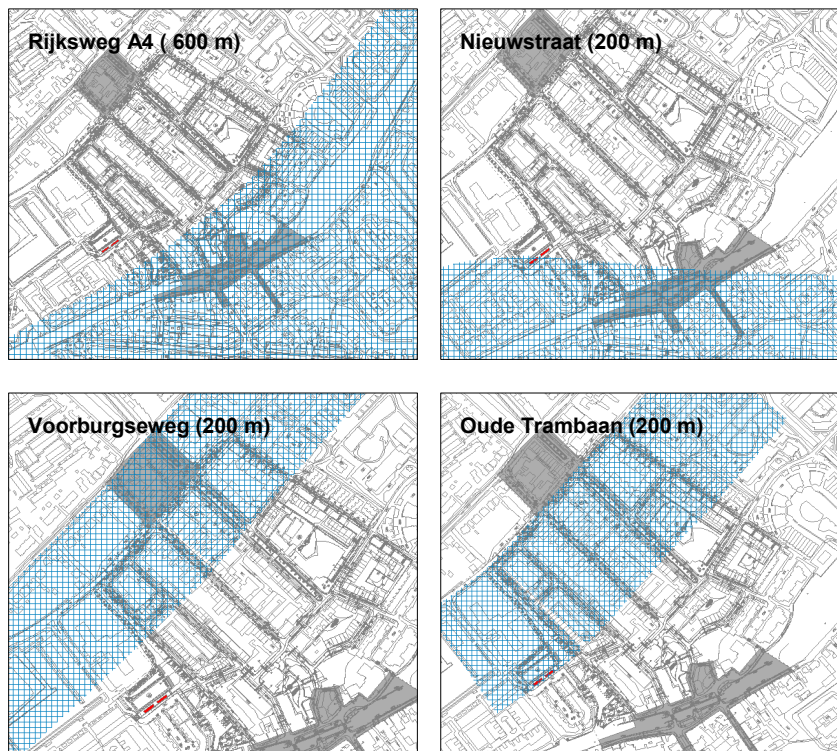 Rijksweg A4 ( 600 m)
Nieuwstraat (200 m)
Voorburgseweg (200 m)
Oude Trambaan (200 m)